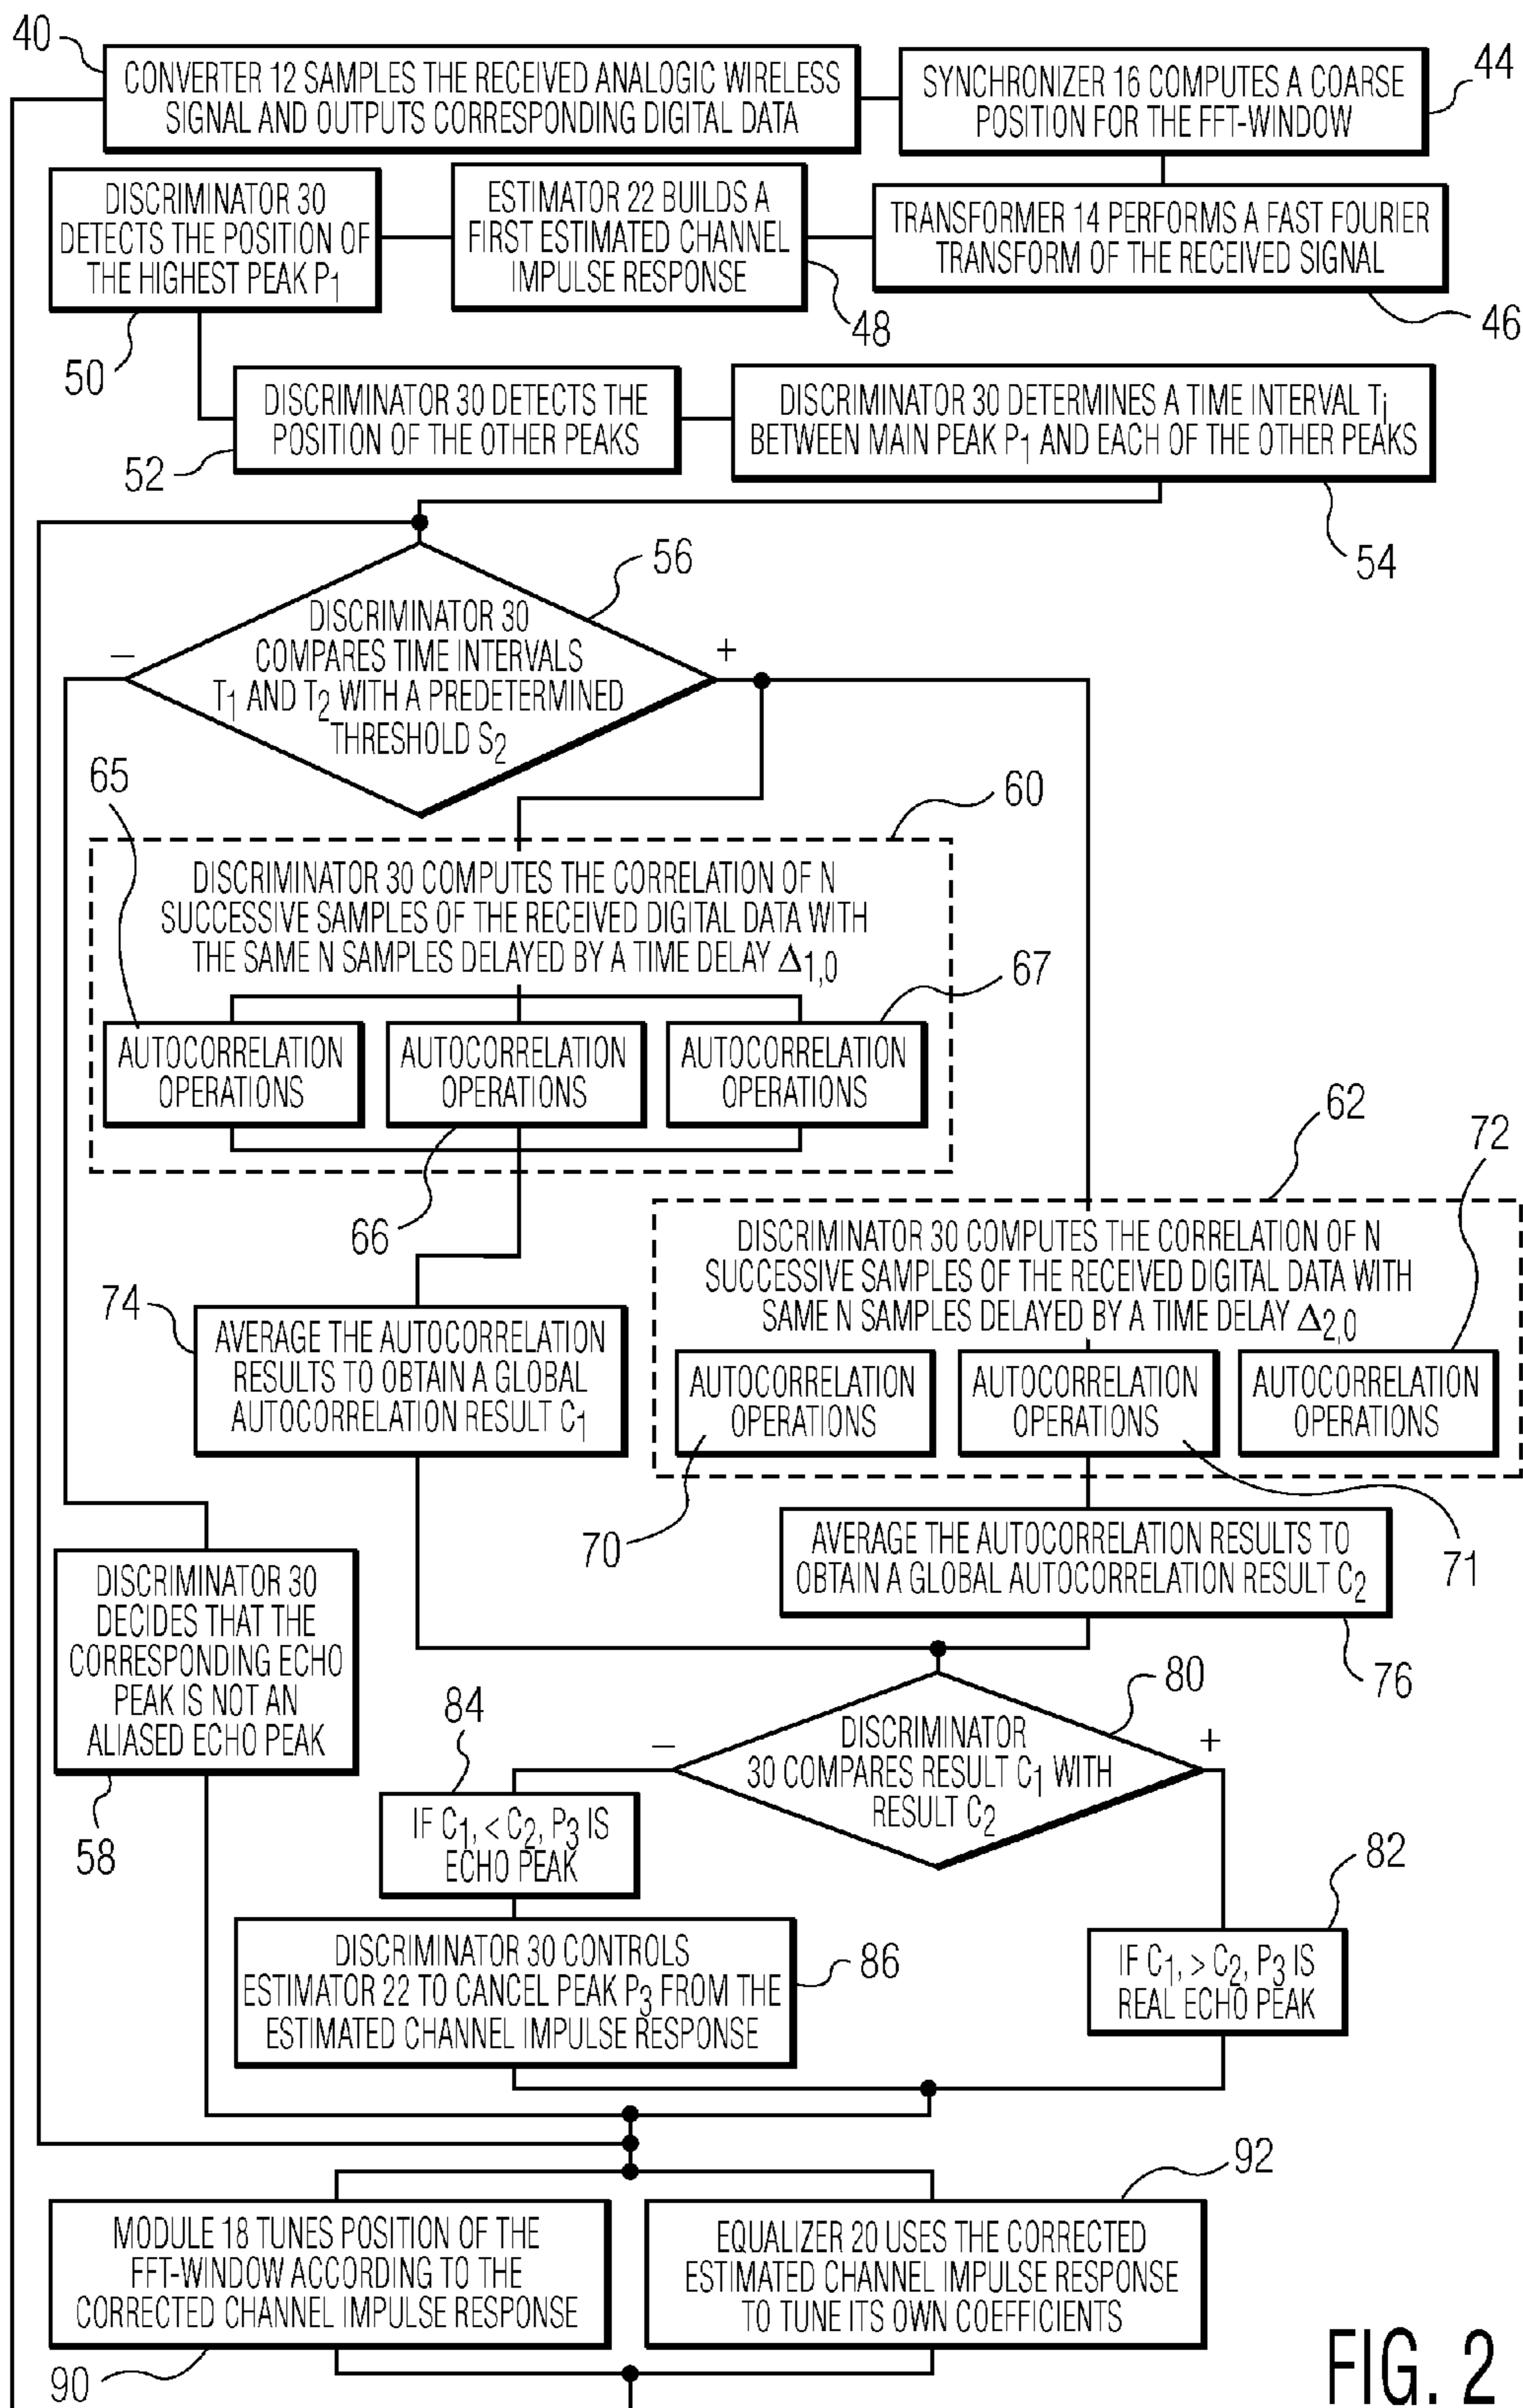 40
CONVERTER 12 SAMPLES THE RECEIVED ANALOGIC WIRELESS
SIGNAL AND OUTPUTS CORRESPONDING DIGITAL DATA
SYNCHRONIZER 16 COMPUTES A COARSE
POSITION FOR THE FFT-WINDOW
44
DISCRIMINATOR 30
DETECTS THE POSITION OF
THE HIGHEST PEAK P1
50
ESTIMATOR 22 BUILDS A
FIRST ESTIMATED CHANNEL
IMPULSE RESPONSE
48
TRANSFORMER 14 PERFORMS A FAST FOURIER
TRANSFORM OF THE RECEIVED SIGNAL
46
DISCRIMINATOR 30 DETECTS THE
POSITION OF THE OTHER PEAKS
52
DISCRIMINATOR 30 DETERMINES A TIME INTERVAL Ti
BETWEEN MAIN PEAK P1 AND EACH OF THE OTHER PEAKS
54
56
DISCRIMINATOR 30
COMPARES TIME INTERVALS
T1 AND T2 WITH A PREDETERMINED
THRESHOLD S2
–
+
65
60
DISCRIMINATOR 30 COMPUTES THE CORRELATION OF N
SUCCESSIVE SAMPLES OF THE RECEIVED DIGITAL DATA WITH
THE SAME N SAMPLES DELAYED BY A TIME DELAY Δ1,0
67
AUTOCORRELATION
OPERATIONS
AUTOCORRELATION
OPERATIONS
AUTOCORRELATION
OPERATIONS
66
62
72
DISCRIMINATOR 30 COMPUTES THE CORRELATION OF N
SUCCESSIVE SAMPLES OF THE RECEIVED DIGITAL DATA WITH
SAME N SAMPLES DELAYED BY A TIME DELAY Δ2,0
AUTOCORRELATION
OPERATIONS
AUTOCORRELATION
OPERATIONS
AUTOCORRELATION
OPERATIONS
70
71
74
AVERAGE THE AUTOCORRELATION
RESULTS TO OBTAIN A GLOBAL
AUTOCORRELATION RESULT C1
AVERAGE THE AUTOCORRELATION RESULTS TO
OBTAIN A GLOBAL AUTOCORRELATION RESULT C2
76
DISCRIMINATOR 30
DECIDES THAT THE
CORRESPONDING ECHO
PEAK IS NOT AN
ALIASED ECHO PEAK
58
80
DISCRIMINATOR
30 COMPARES RESULT C1 WITH
RESULT C2
–
+
84
IF C1, < C2, P3 IS
ECHO PEAK
82
IF C1, > C2, P3 IS
REAL ECHO PEAK
DISCRIMINATOR 30 CONTROLS
ESTIMATOR 22 TO CANCEL PEAK P3 FROM THE
ESTIMATED CHANNEL IMPULSE RESPONSE
86
92
MODULE 18 TUNES POSITION OF THE
FFT-WINDOW ACCORDING TO THE
CORRECTED CHANNEL IMPULSE RESPONSE
90
EQUALIZER 20 USES THE CORRECTED
ESTIMATED CHANNEL IMPULSE RESPONSE
TO TUNE ITS OWN COEFFICIENTS
FIG. 2